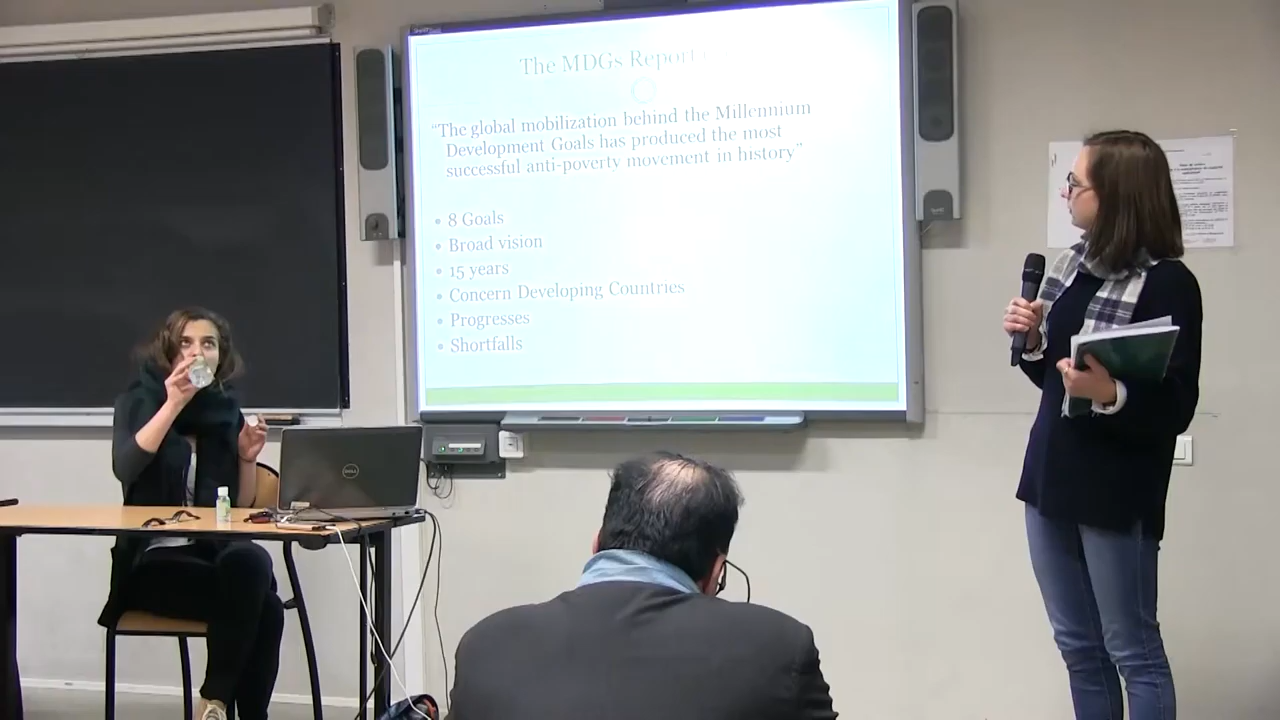 The MDGs Report
“The global mobilization behind the Millennium
Development Goals has produced the most
successful anti-poverty movement in history”
• 8 Goals
• Broad vision
• 15 years
• Concern Developing Countries
• Progresses
• Shortfalls
DELL